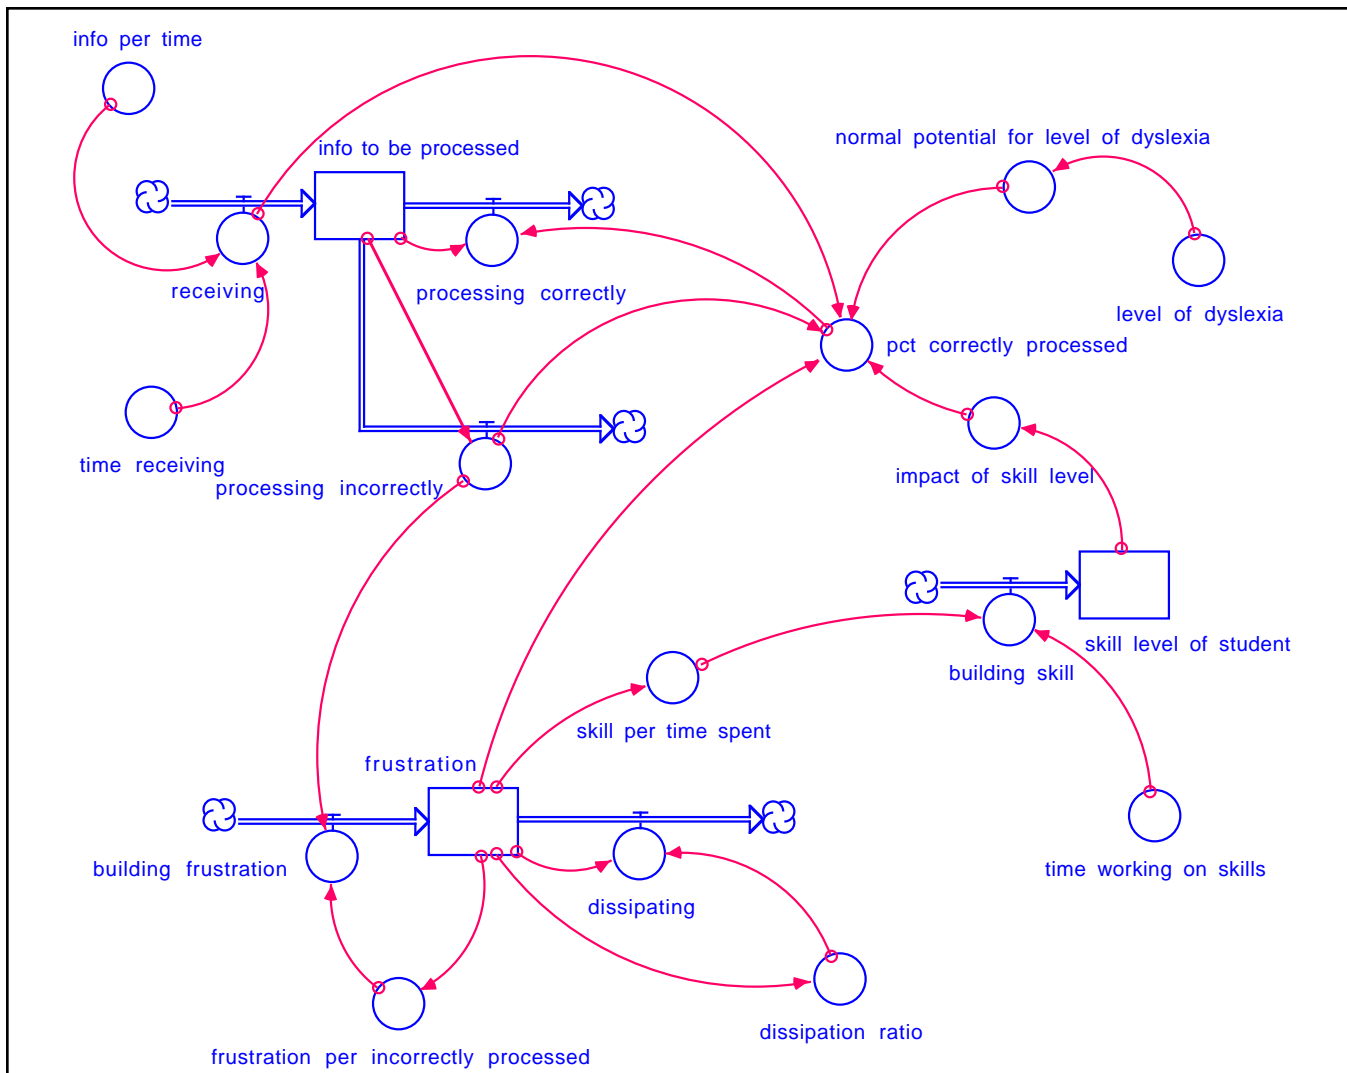 info per time
info to be processed
normal potential for level of dyslexia
receiving
processing correctly
level of dyslexia
pct correctly processed
time receiving
processing incorrectly
impact of skill level
skill level of student
building skill
skill per time spent
frustration
building frustration
time working on skills
dissipating
dissipation ratio
frustration per incorrectly processed